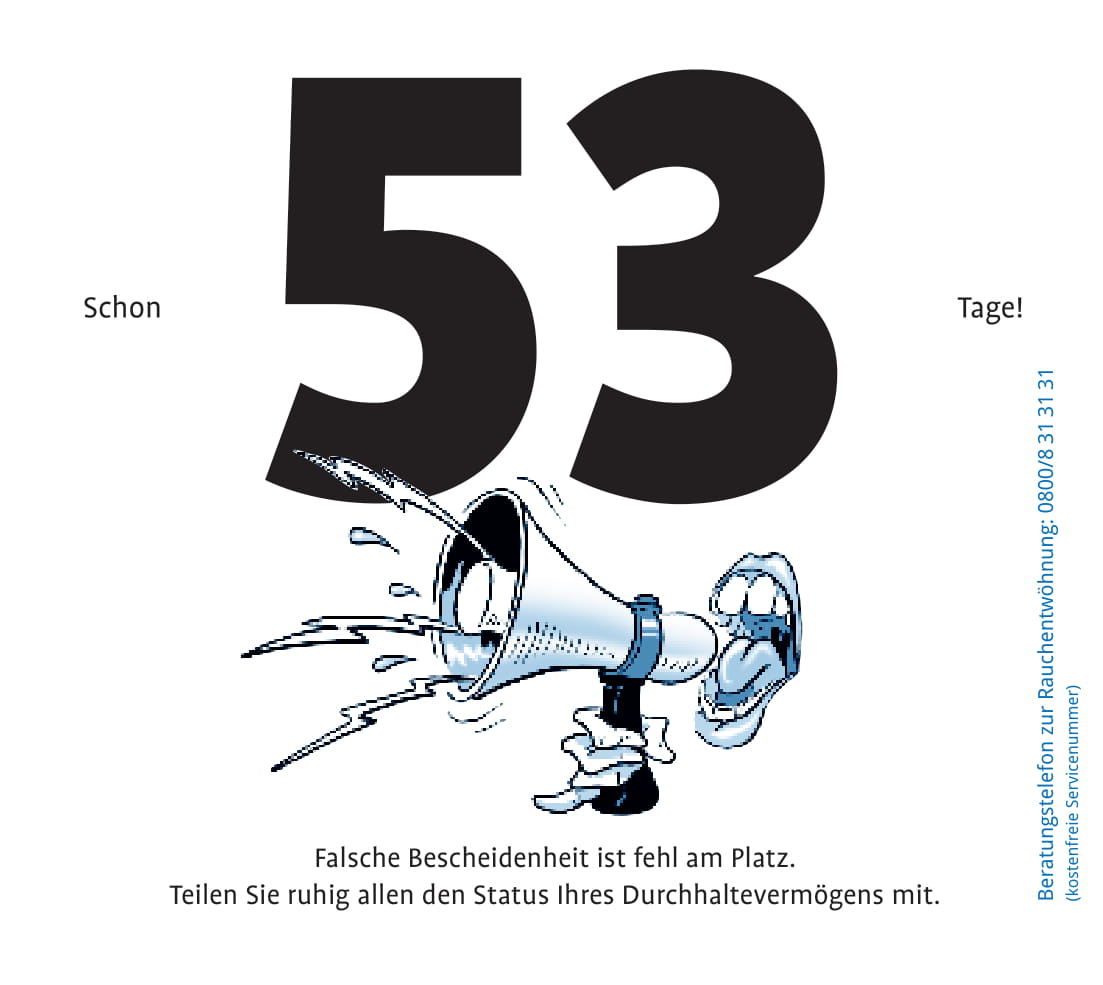 Schon
53
Tage!
Falsche Bescheidenheit ist fehl am Platz.
Teilen Sie ruhig allen den Status Ihres Durchhaltevermögens mit.
Beratungstelefon zur Rauchentwöhnung: 0800/8 31 31 31
(kostenfreie Servicenummer)